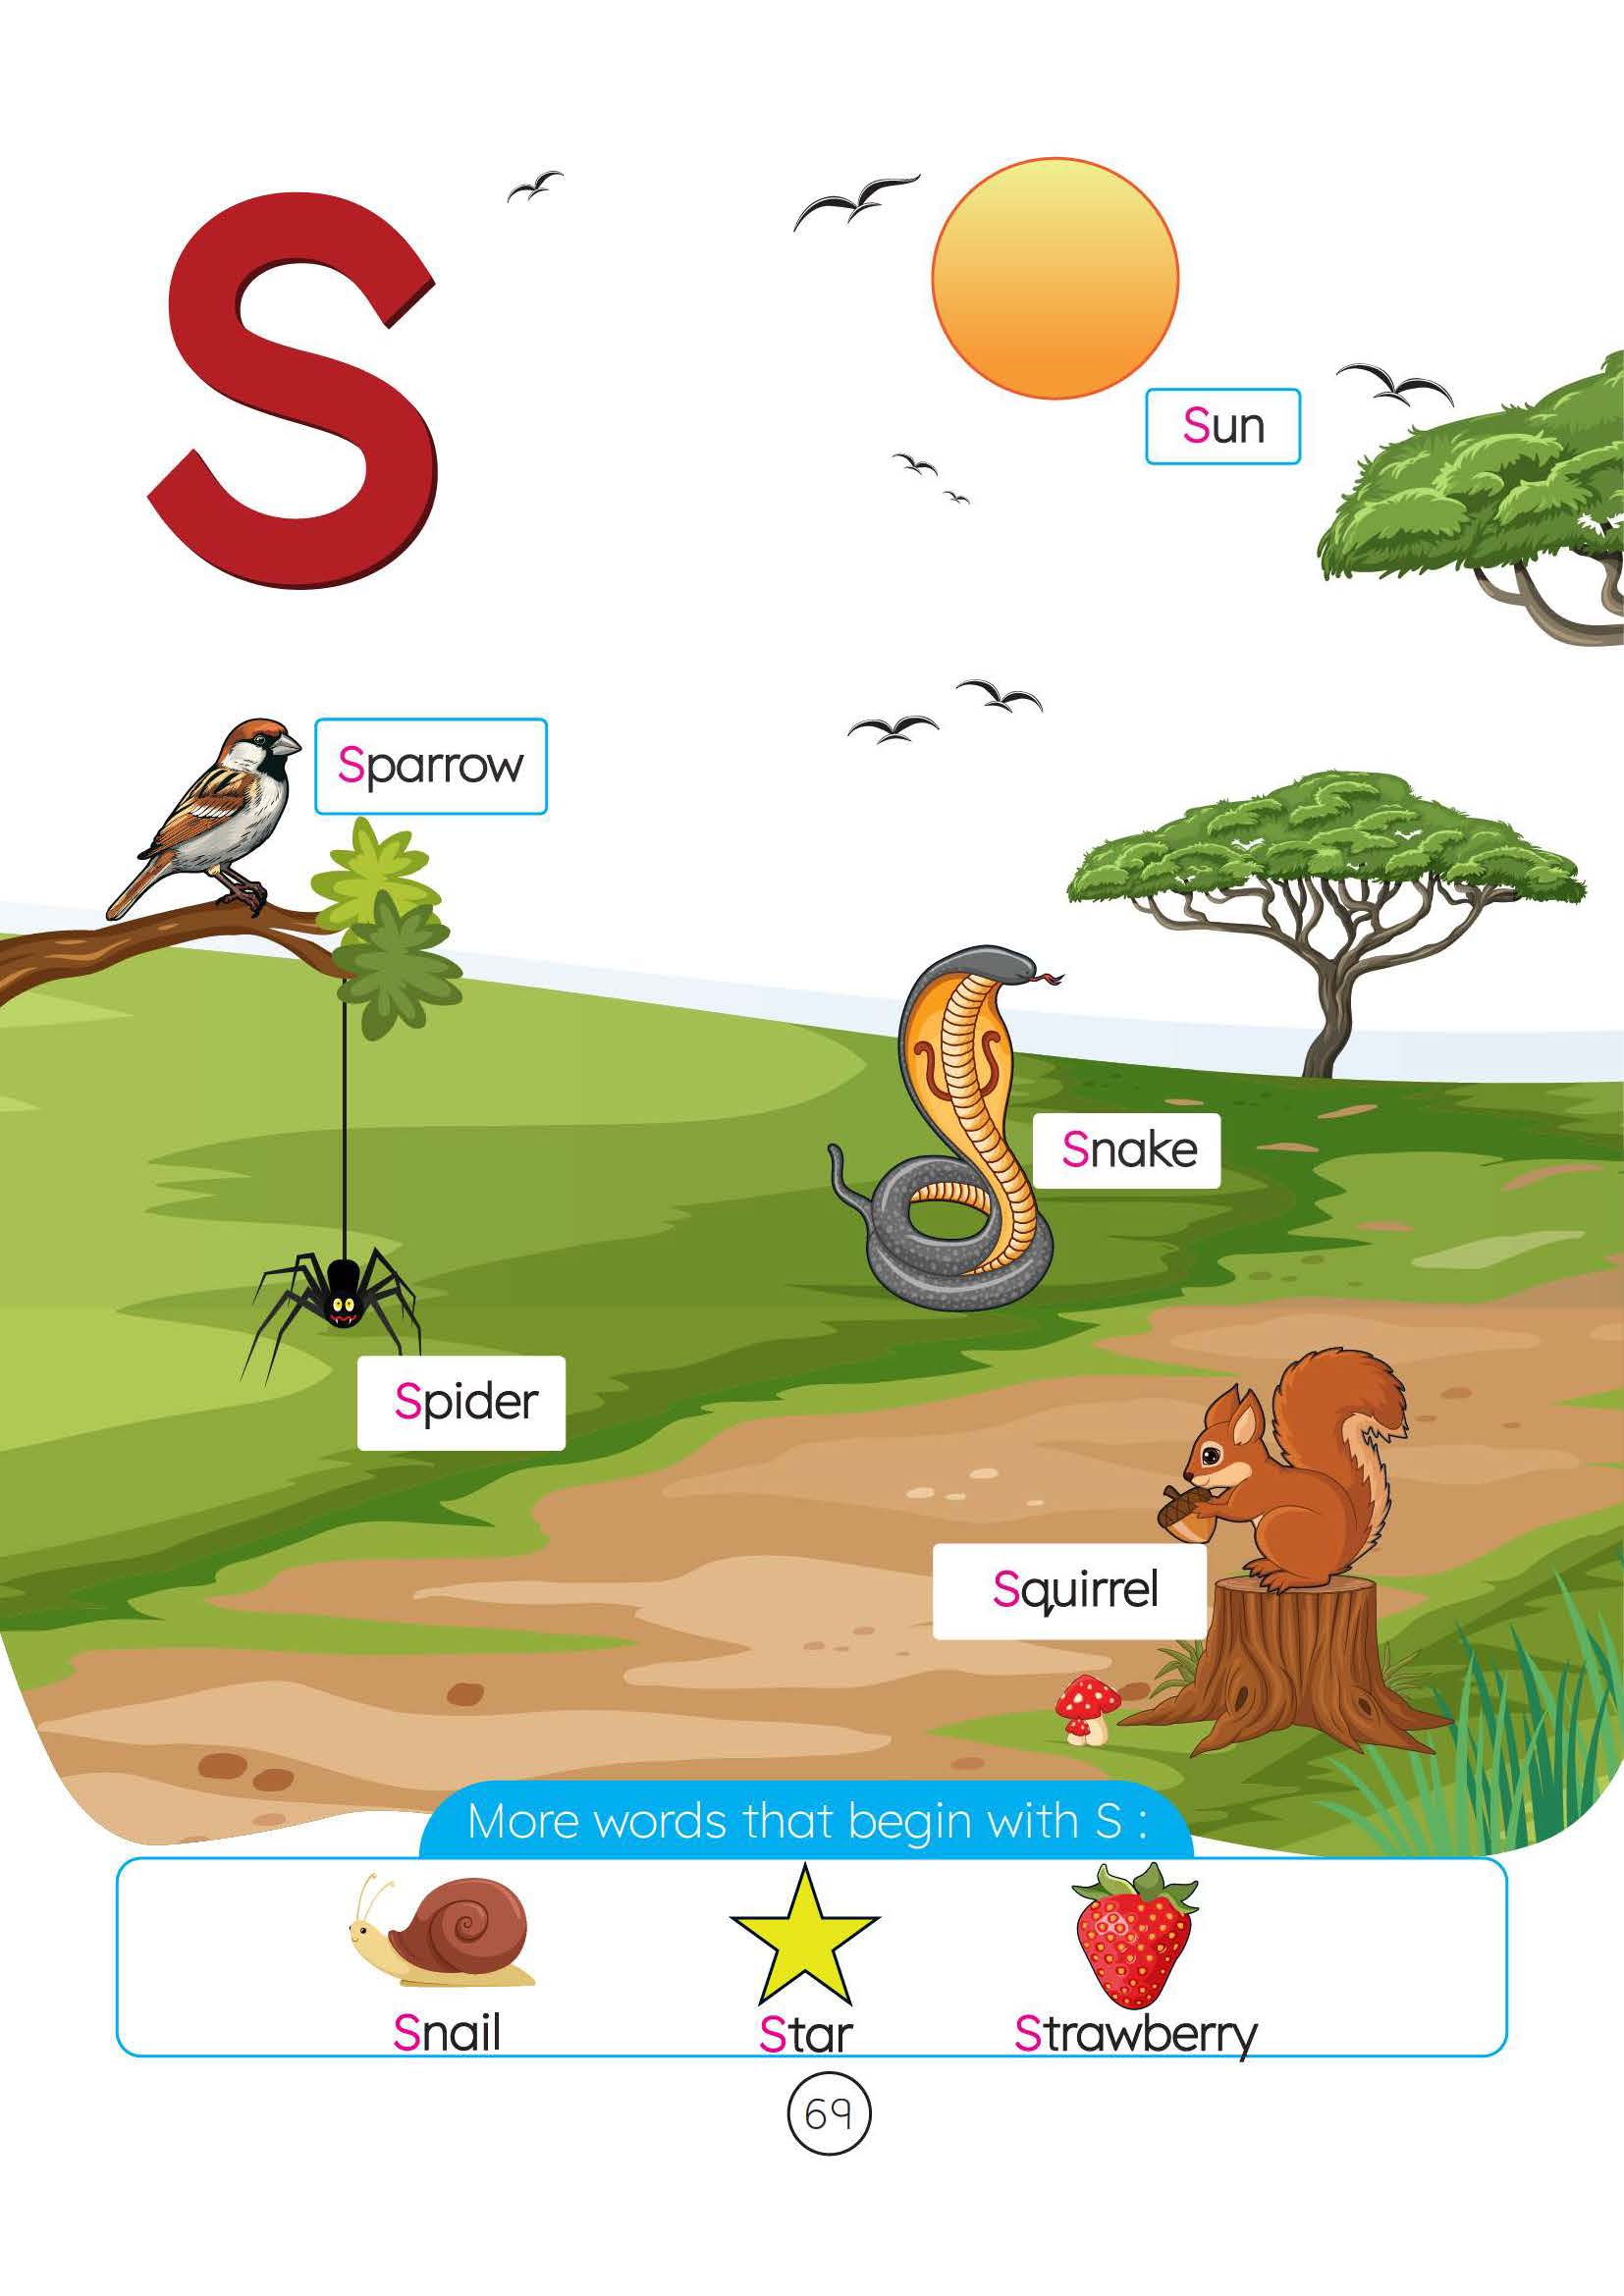 S
Sun
Sparrow
Snake
Spider
Squirrel
More words that begin with S :
Snail
Star
Strawberry
69